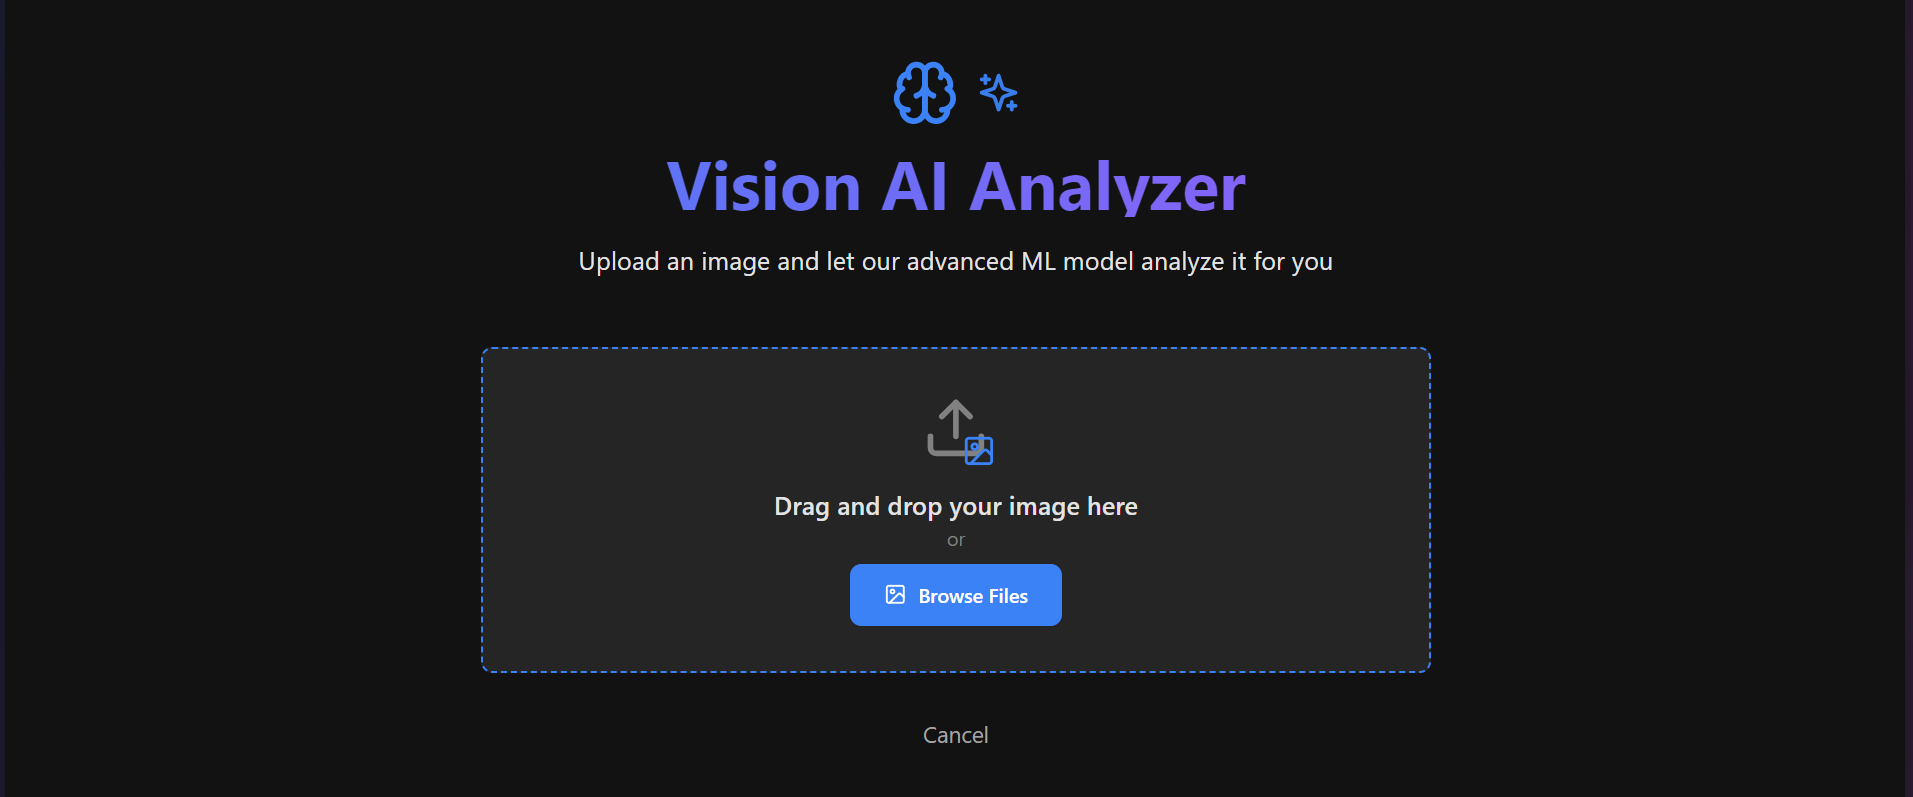 Vision AI Analyzer
Upload an image and let our advanced ML model analyze it for you
Drag and drop your image here
or
Browse Files
Cancel